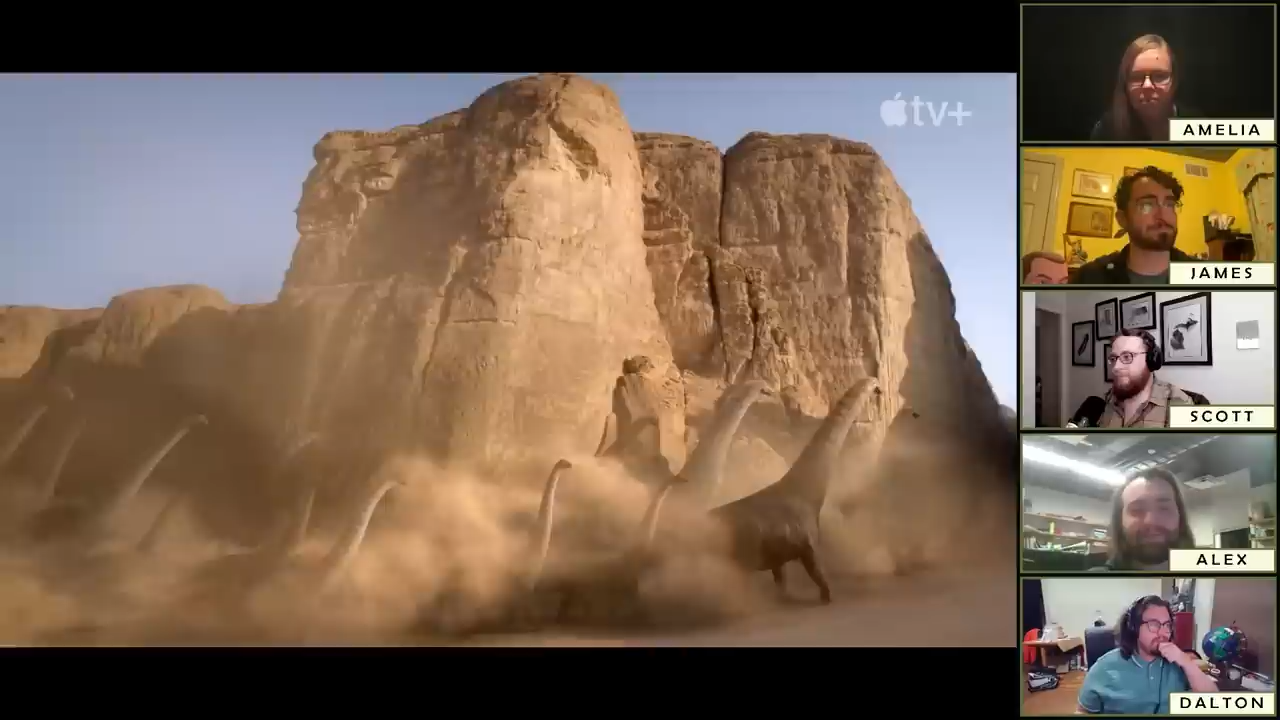 tv+
AMELIA
JAMES
SCOTT
ALEX
DALTON